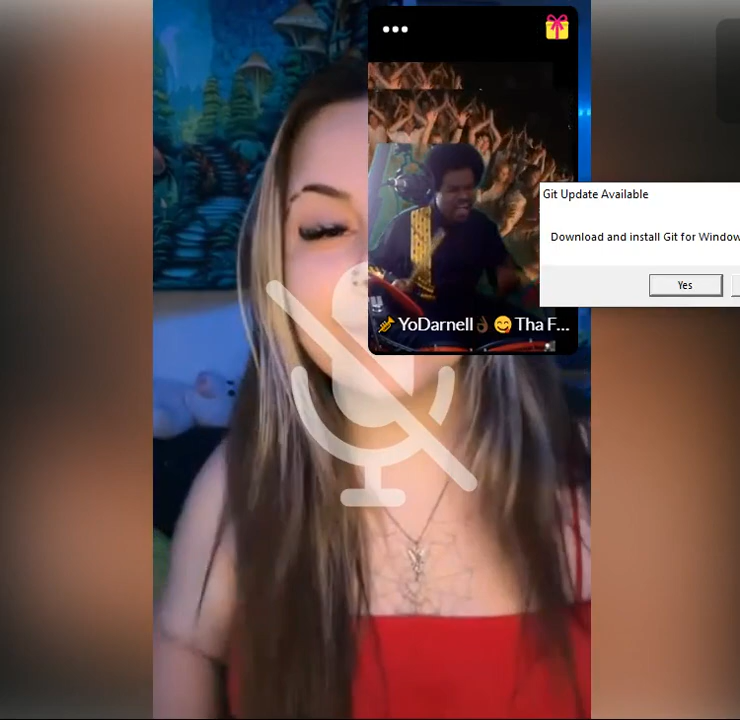 Git Update Available
Download and install Git for Window
Yes
🎺 YoDarnell👌🏾 😋 Tha F...